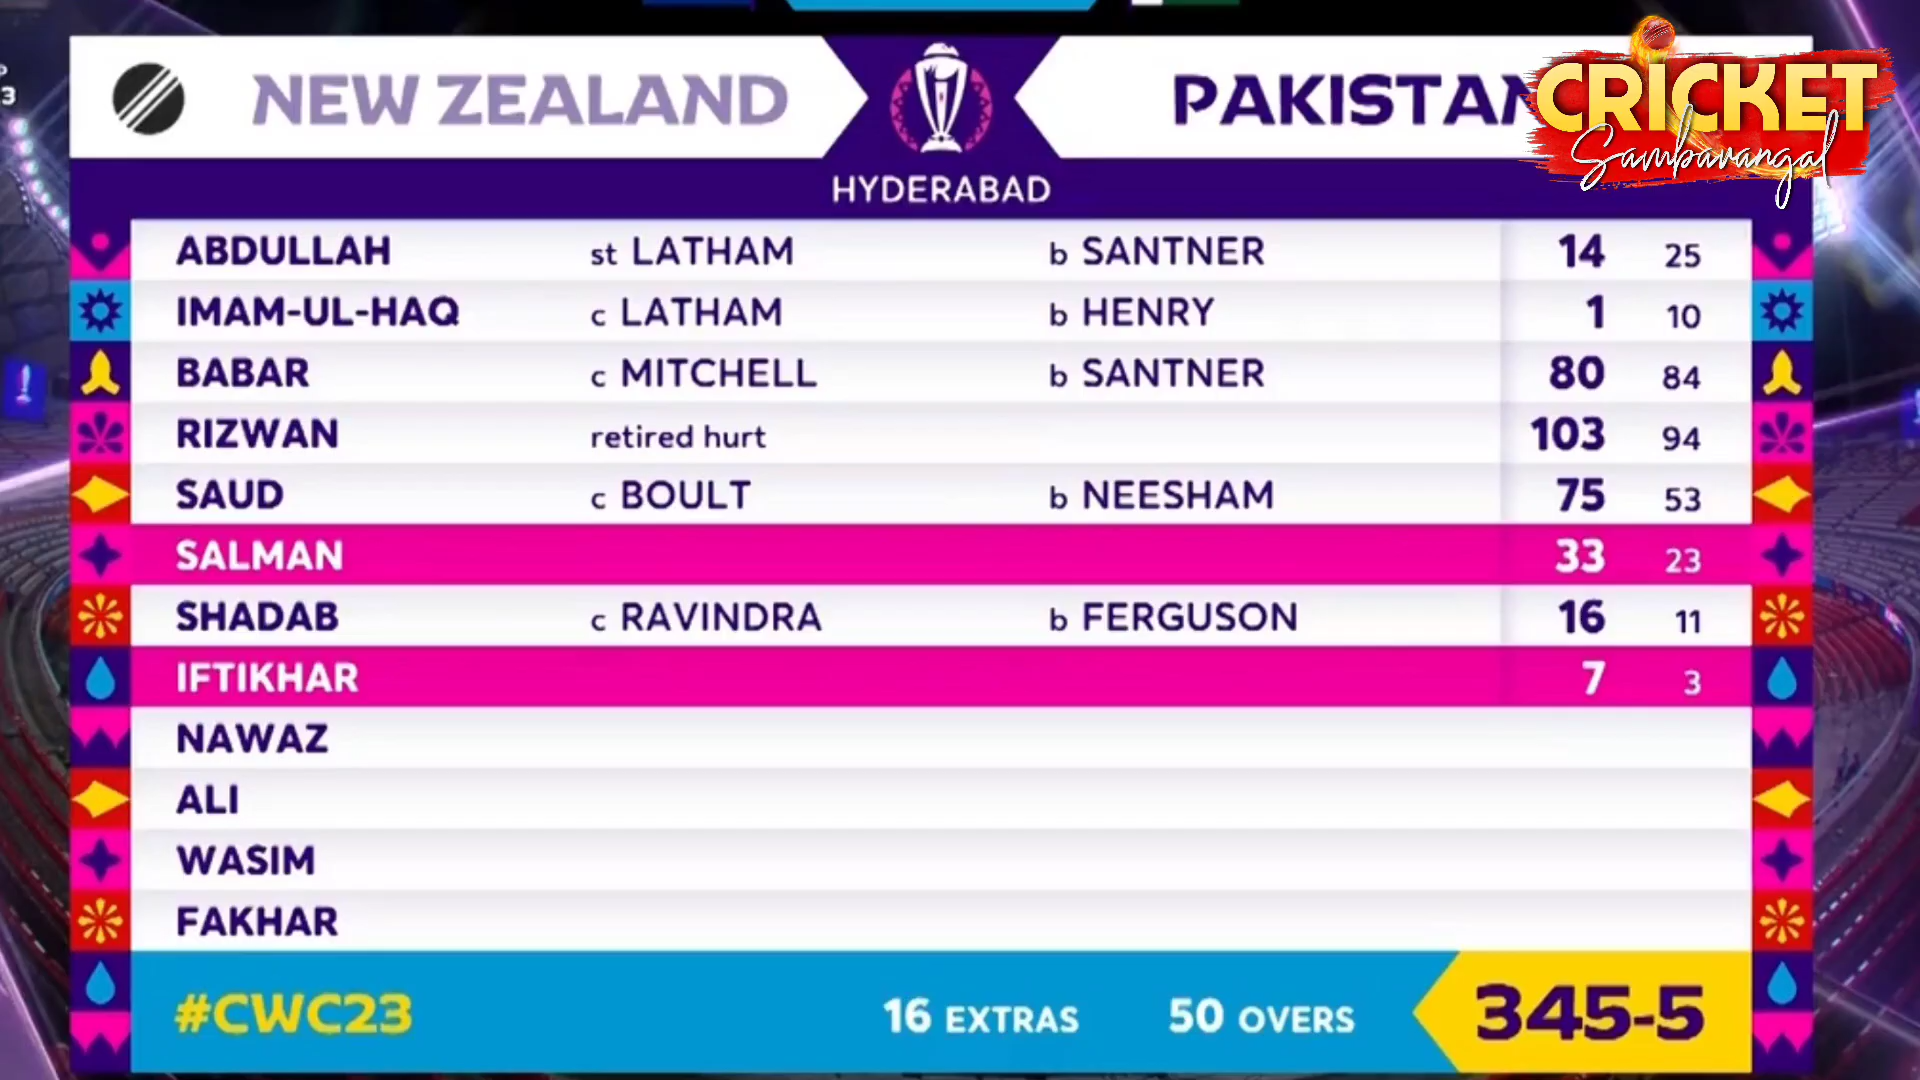 NEW ZEALAND
PAKISTAN
CRICKET
Sambavangal
3
HYDERABAD
ABDULLAH st LATHAM b SANTNER 14 25
IMAM-UL-HAQ c LATHAM b HENRY 1 10
BABAR c MITCHELL b SANTNER 80 84
RIZWAN retired hurt 103 94
SAUD c BOULT b NEESHAM 75 53
SALMAN 33 23
SHADAB c RAVINDRA b FERGUSON 16 11
IFTIKHAR 7 3
NAWAZ
ALI
WASIM
FAKHAR
#CWC23 16 EXTRAS 50 OVERS 345-5